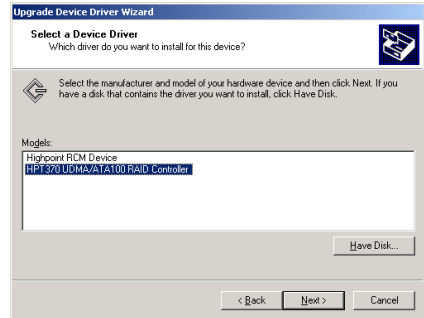 Upgrade Device Driver Wizard
Select a Device Driver
Which driver do you want to install for this device?
Select the manufacturer and model of your hardware device and then click Next. If you
have a disk that contains the driver you want to install, click Have Disk.
Models:
Highpoint RCM Device
HPT370 UDMA/ATA100 RAID Controller
Have Disk...
< Back
Next >
Cancel